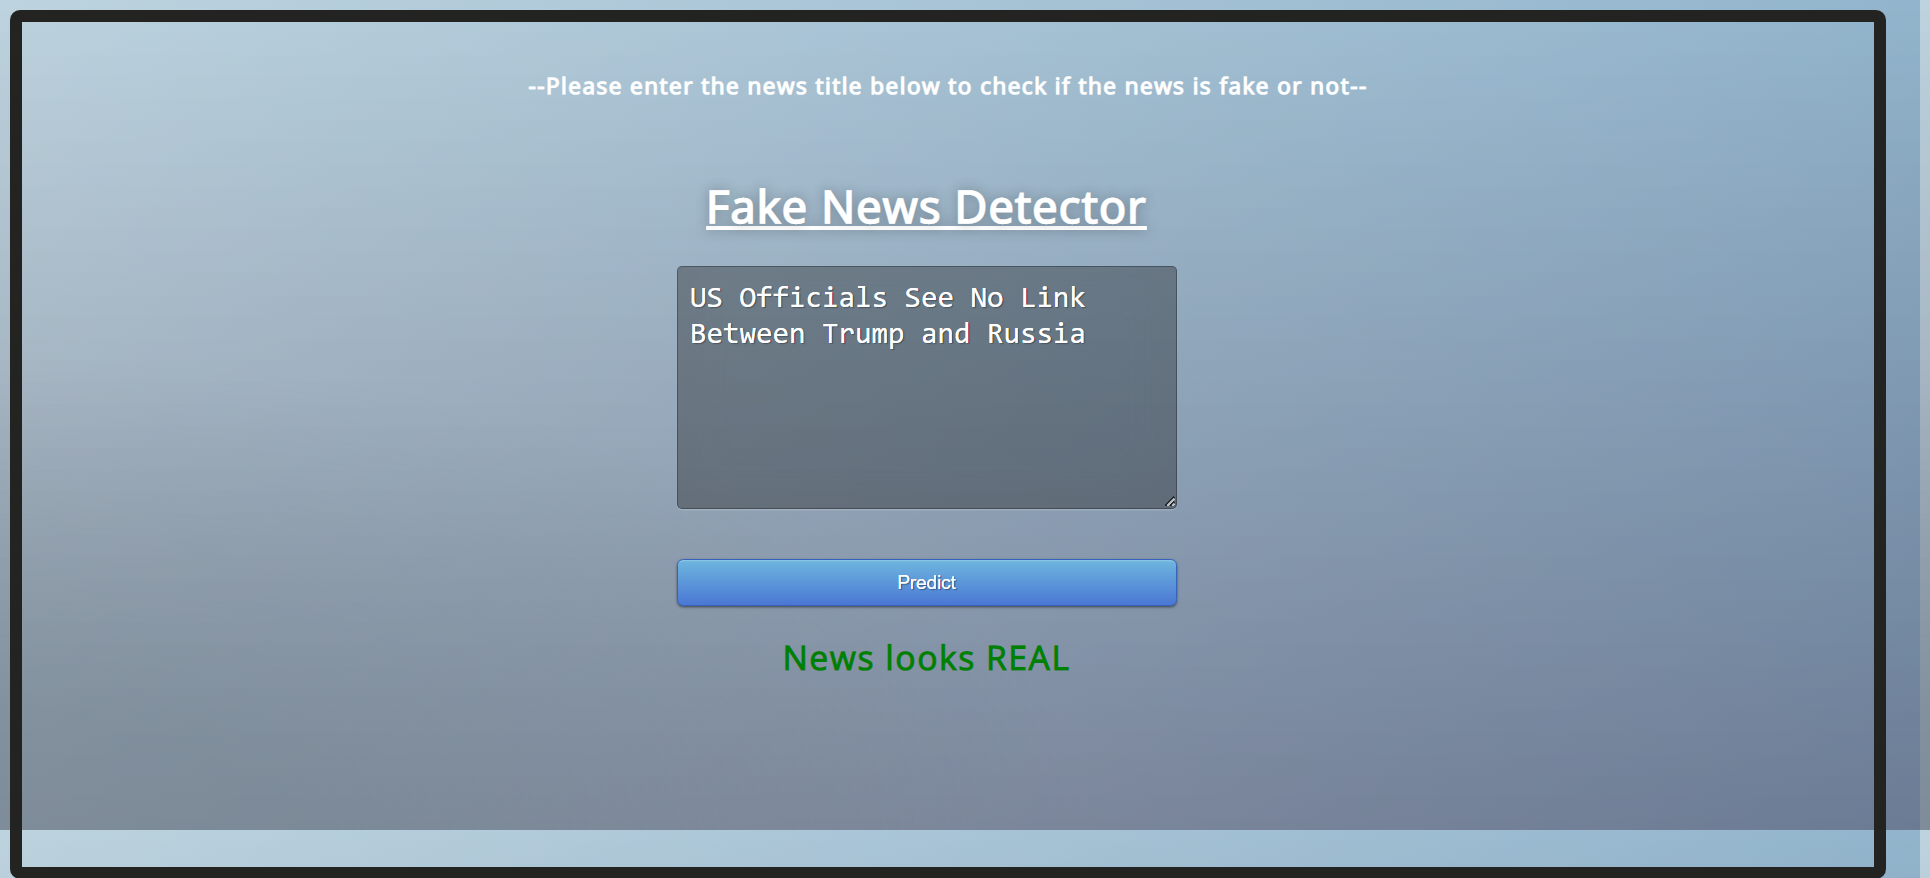 --Please enter the news title below to check if the news is fake or not--
Fake News Detector
US Officials See No Link
Between Trump and Russia
Predict
News looks REAL